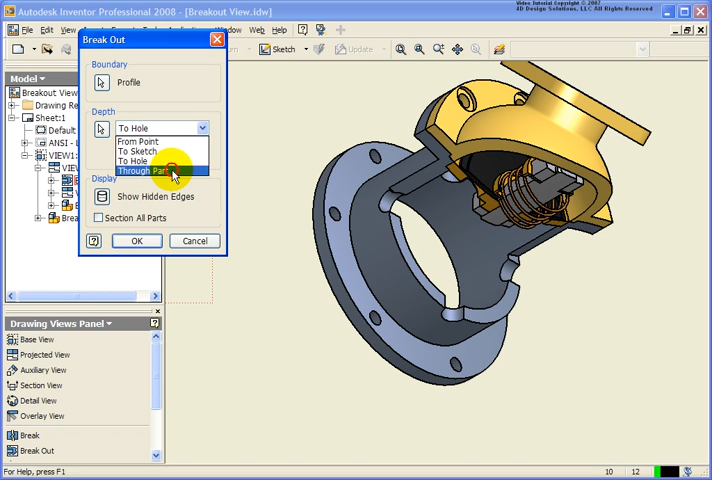 Video Tutorial Copyright © 2007
4D Design Solutions, LLC All Rights Reserved
Autodesk Inventor Professional 2008 - [Breakout View.idw]
File Edit View Window Web Help
Sketch
Update
Break Out
Boundary
Profile
Depth
To Hole
From Point
To Sketch
To Hole
Through Part
Display
Show Hidden Edges
Section All Parts
OK Cancel
Model
Breakout View
Drawing Re
Sheet:1
Default
ANSI - L
VIEW1:
VIE
Brea
Drawing Views Panel
Base View
Projected View
Auxiliary View
Section View
Detail View
Overlay View
Break
Break Out
For Help, press F1
10 12